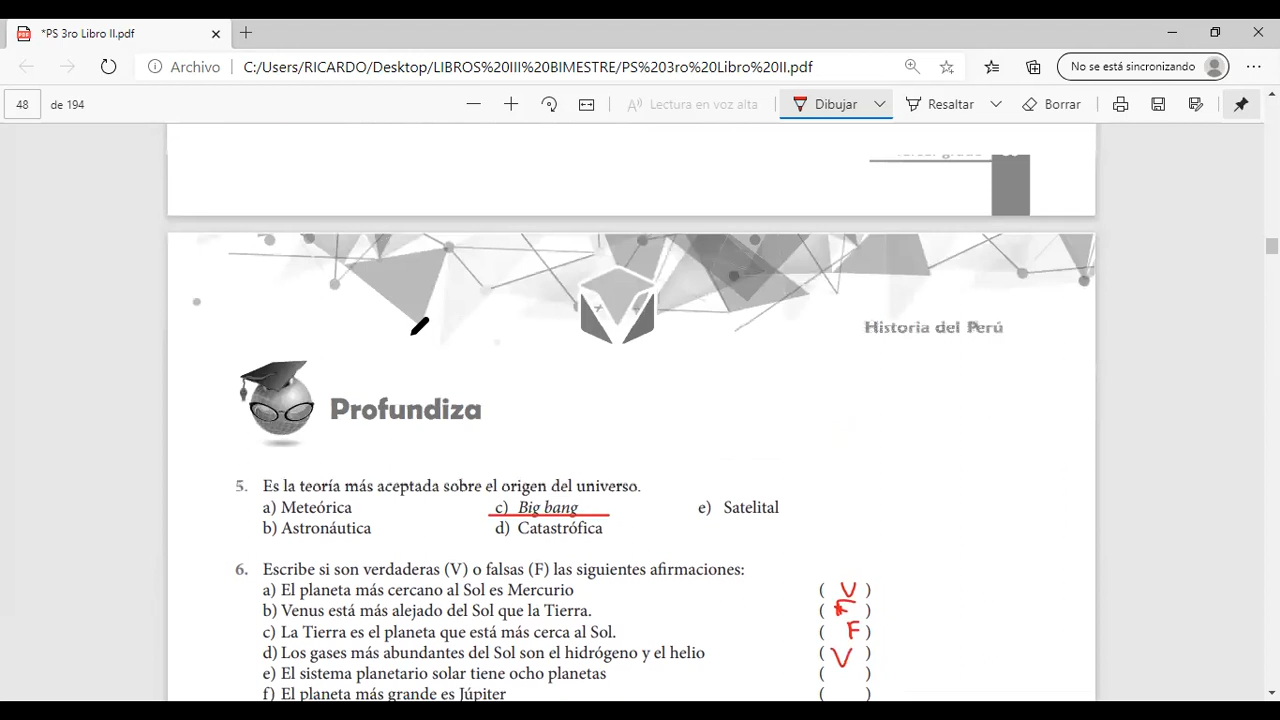 *PS 3ro Libro II.pdf
Archivo C:/Users/RICARDO/Desktop/LIBROS%20III%20BIMESTRE/PS%203ro%20Libro%20II.pdf No se está sincronizando
48 de 194 Lectura en voz alta Dibujar Resaltar Borrar
Historia del Perú
Profundiza
5. Es la teoría más aceptada sobre el origen del universo.
a) Meteórica c) Big bang e) Satelital
b) Astronáutica d) Catastrófica
6. Escribe si son verdaderas (V) o falsas (F) las siguientes afirmaciones:
a) El planeta más cercano al Sol es Mercurio ( V )
b) Venus está más alejado del Sol que la Tierra. ( F )
c) La Tierra es el planeta que está más cerca al Sol. ( F )
d) Los gases más abundantes del Sol son el hidrógeno y el helio ( V )
e) El sistema planetario solar tiene ocho planetas ( )
f) El planeta más grande es Júpiter ( )